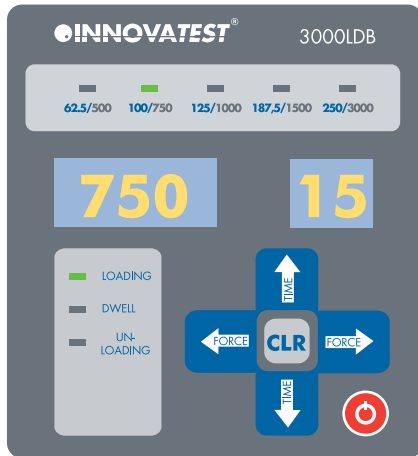 INNOVATEST® 3000LDB
62.5/500 100/750 125/1000 187,5/1500 250/3000
750 15
LOADING
DWELL
UN-
LOADING
TIME
FORCE CLR FORCE
TIME